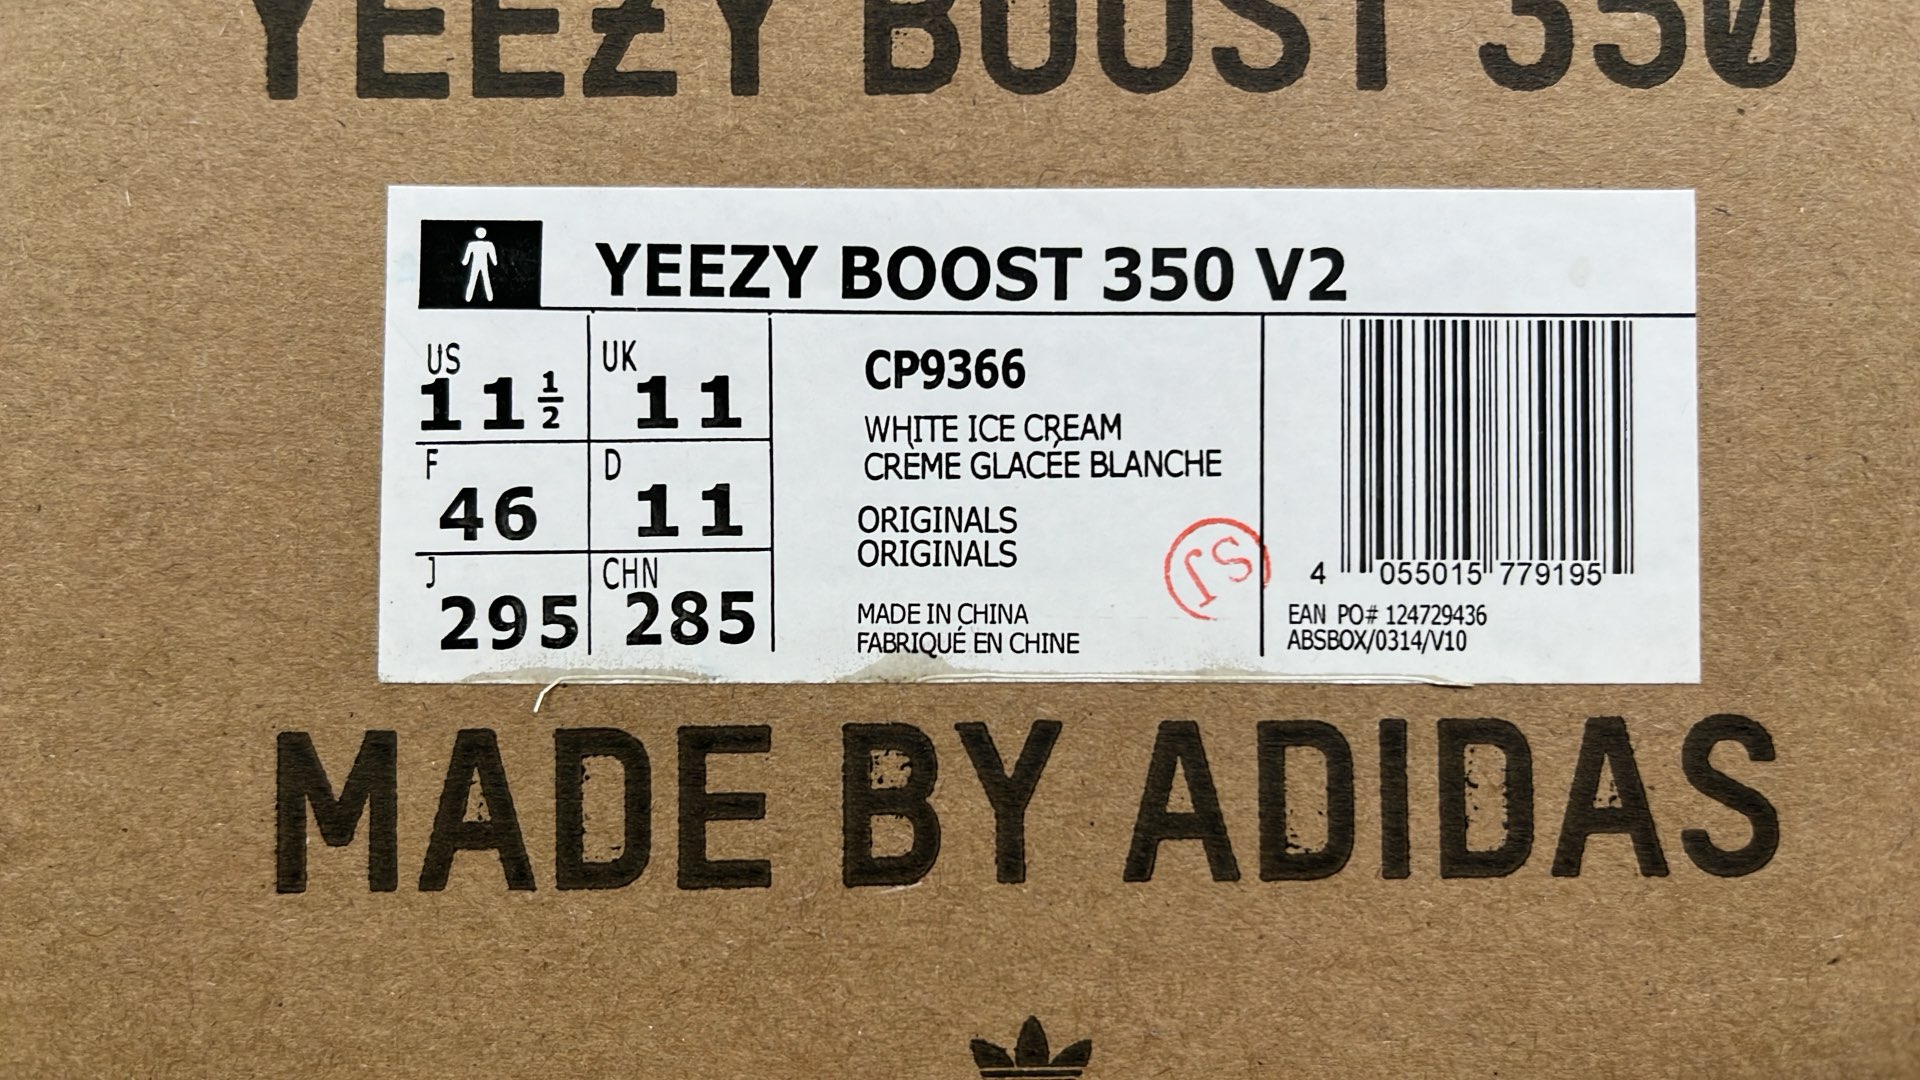 YEEZY BOOST 350
YEEZY BOOST 350 V2
US
11½
UK
11
F
46
D
11
J
295
CHN
285
CP9366
WHITE ICE CREAM
CRÈME GLACÉE BLANCHE
ORIGINALS
ORIGINALS
MADE IN CHINA
FABRIQUÉ EN CHINE
SJ
4 055015 779195
EAN PO# 124729436
ABSBOX/0314/V10
MADE BY ADIDAS